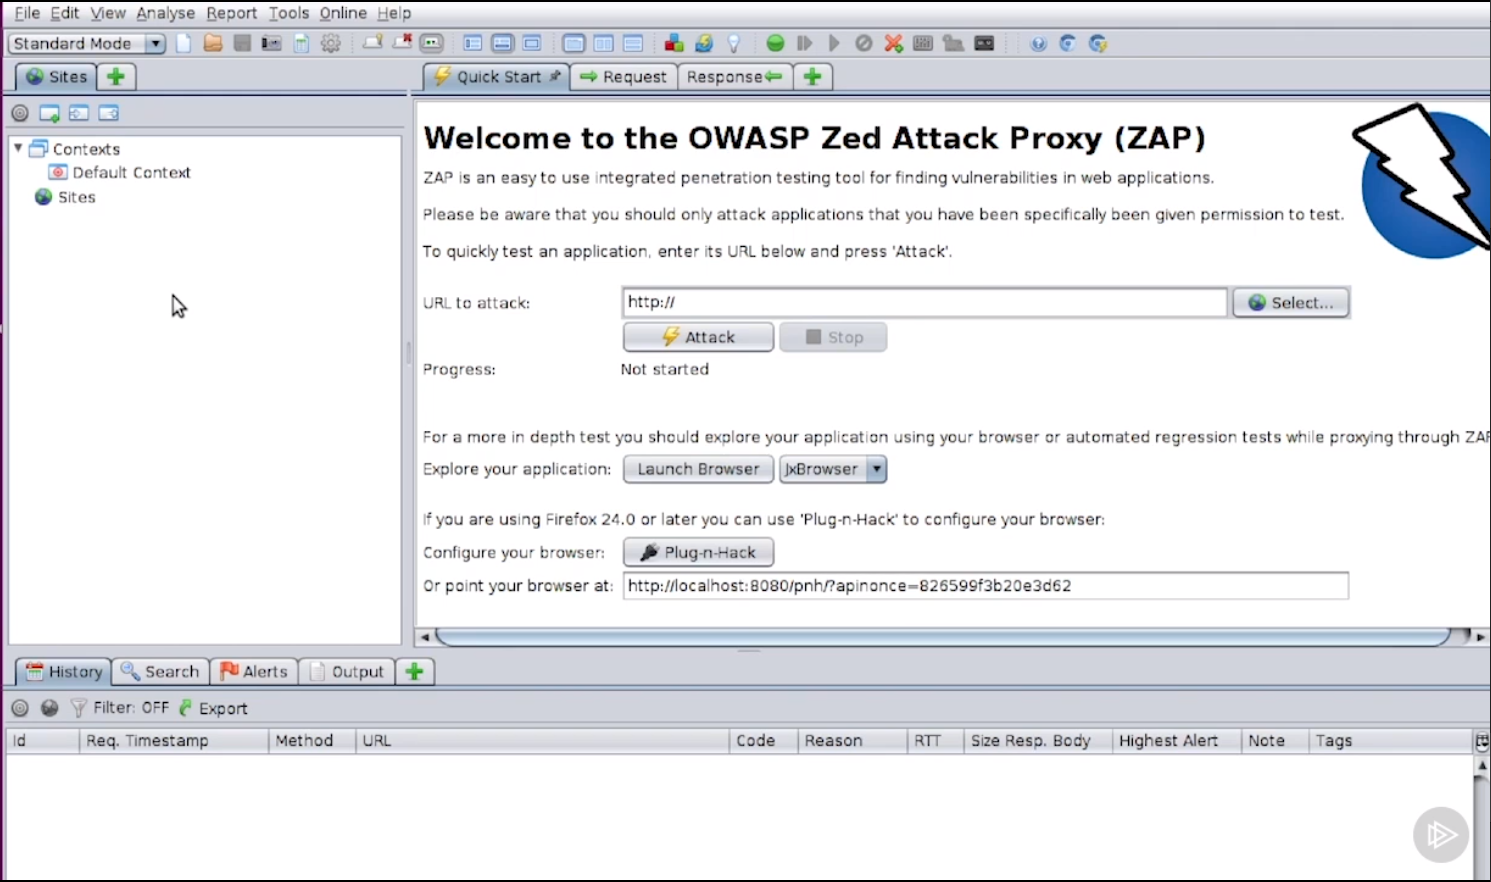 File Edit View Analyse Report Tools Online Help
Standard Mode
Sites
Quick Start Request Response
Contexts
Default Context
Sites
Welcome to the OWASP Zed Attack Proxy (ZAP)
ZAP is an easy to use integrated penetration testing tool for finding vulnerabilities in web applications.
Please be aware that you should only attack applications that you have been specifically been given permission to test.
To quickly test an application, enter its URL below and press 'Attack'.
URL to attack: http:// Select...
Attack Stop
Progress: Not started
For a more in depth test you should explore your application using your browser or automated regression tests while proxying through ZAP
Explore your application: Launch Browser JxBrowser
If you are using Firefox 24.0 or later you can use 'Plug-n-Hack' to configure your browser:
Configure your browser: Plug-n-Hack
Or point your browser at: http://localhost:8080/pnh/?apinonce=826599f3b20e3d62
History Search Alerts Output
Filter: OFF Export
Id Req. Timestamp Method URL Code Reason RTT Size Resp. Body Highest Alert Note Tags